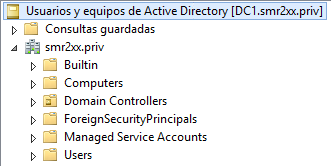 Usuarios y equipos de Active Directory [DC1.smr2xx.priv]
Consultas guardadas
smr2xx.priv
Builtin
Computers
Domain Controllers
ForeignSecurityPrincipals
Managed Service Accounts
Users